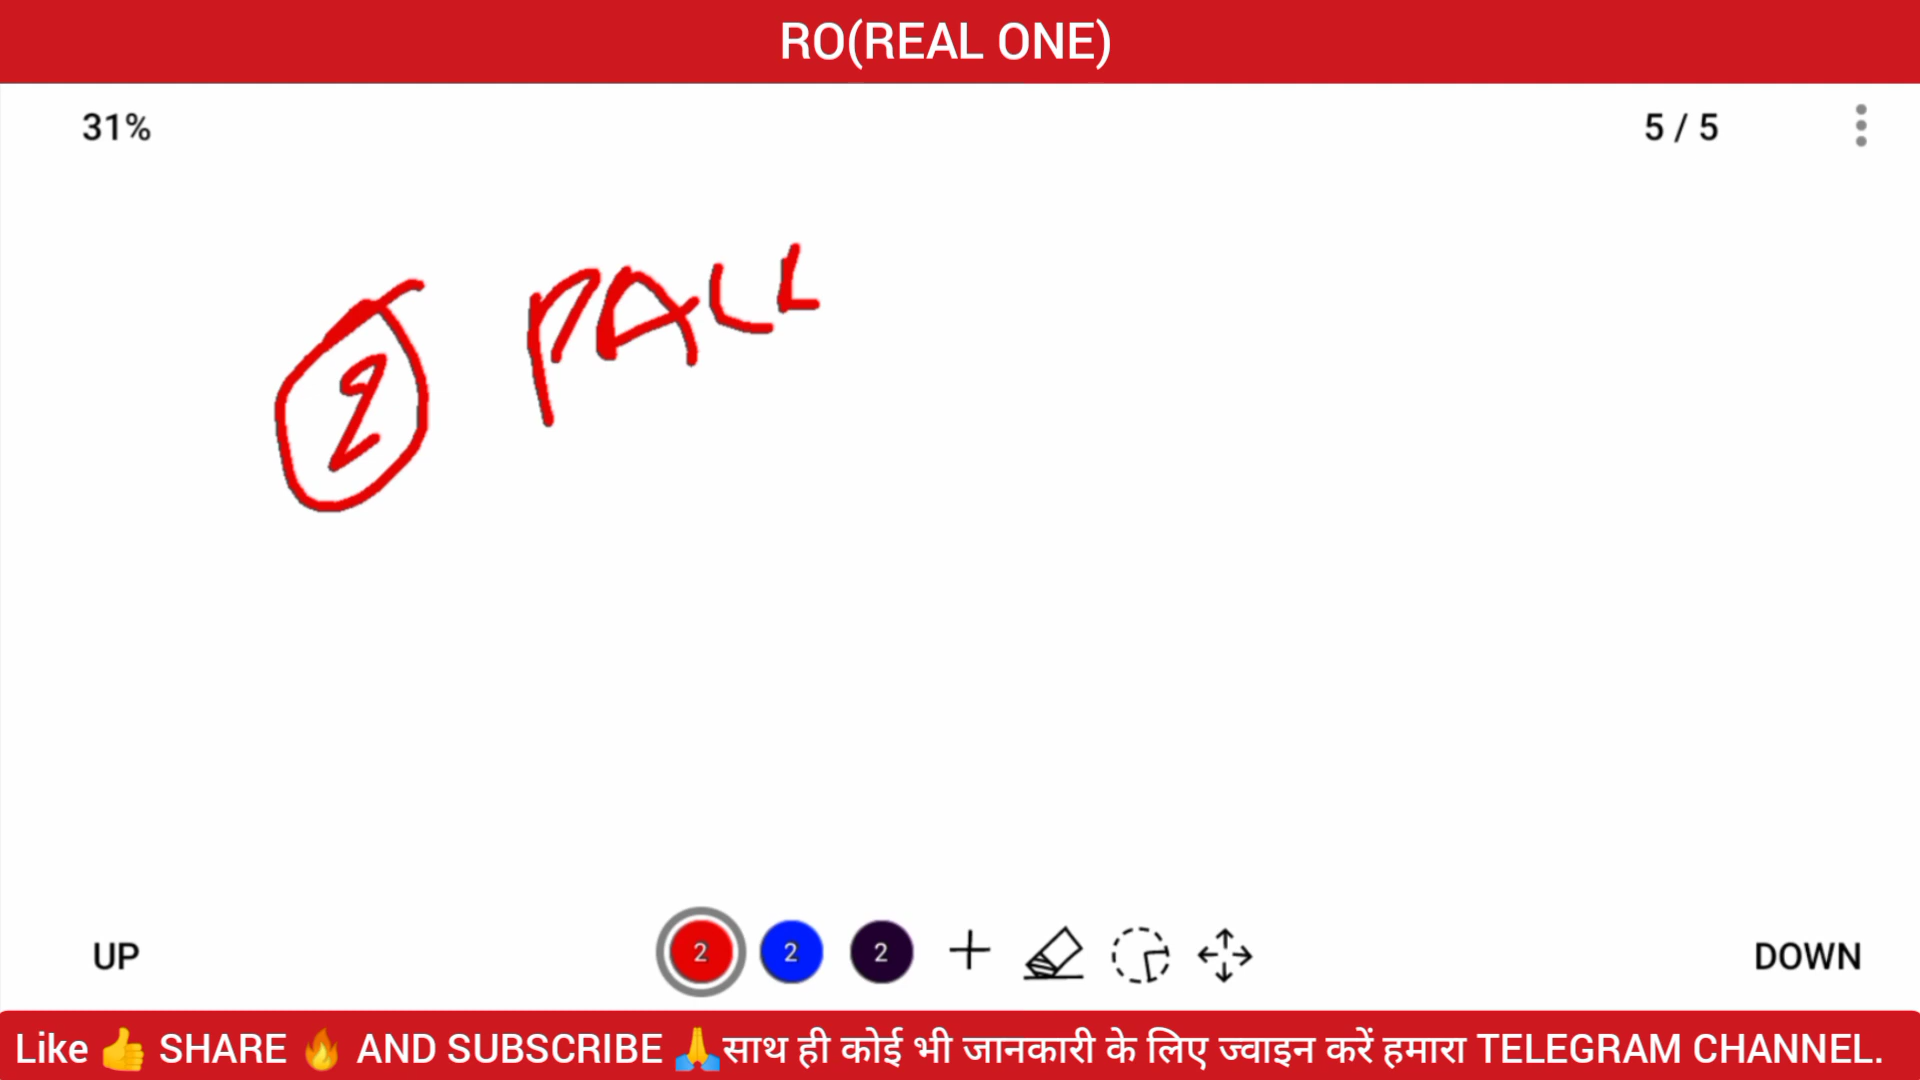 RO(REAL ONE)
31%
5 / 5
2 PALL
UP
2 2 2
DOWN
Like 👍 SHARE 🔥 AND SUBSCRIBE 🙏साथ ही कोई भी जानकारी के लिए ज्वाइन करें हमारा TELEGRAM CHANNEL.